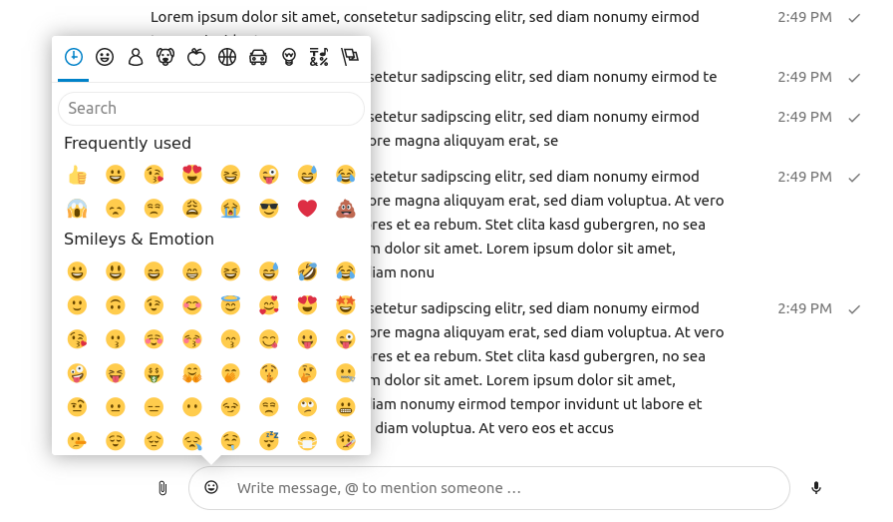 Lorem ipsum dolor sit amet, consetetur sadipscing elitr, sed diam nonumy eirmod 2:49 PM
setetur sadipscing elitr, sed diam nonumy eirmod te 2:49 PM
setetur sadipscing elitr, sed diam nonumy eirmod 2:49 PM
ore magna aliquyam erat, se
setetur sadipscing elitr, sed diam nonumy eirmod 2:49 PM
ore magna aliquyam erat, sed diam voluptua. At vero
res et ea rebum. Stet clita kasd gubergren, no sea
m dolor sit amet. Lorem ipsum dolor sit amet,
iam nonu
setetur sadipscing elitr, sed diam nonumy eirmod 2:49 PM
ore magna aliquyam erat, sed diam voluptua. At vero
res et ea rebum. Stet clita kasd gubergren, no sea
m dolor sit amet. Lorem ipsum dolor sit amet,
iam nonumy eirmod tempor invidunt ut labore et
diam voluptua. At vero eos et accus
Search
Frequently used
Smileys & Emotion
Write message, @ to mention someone …